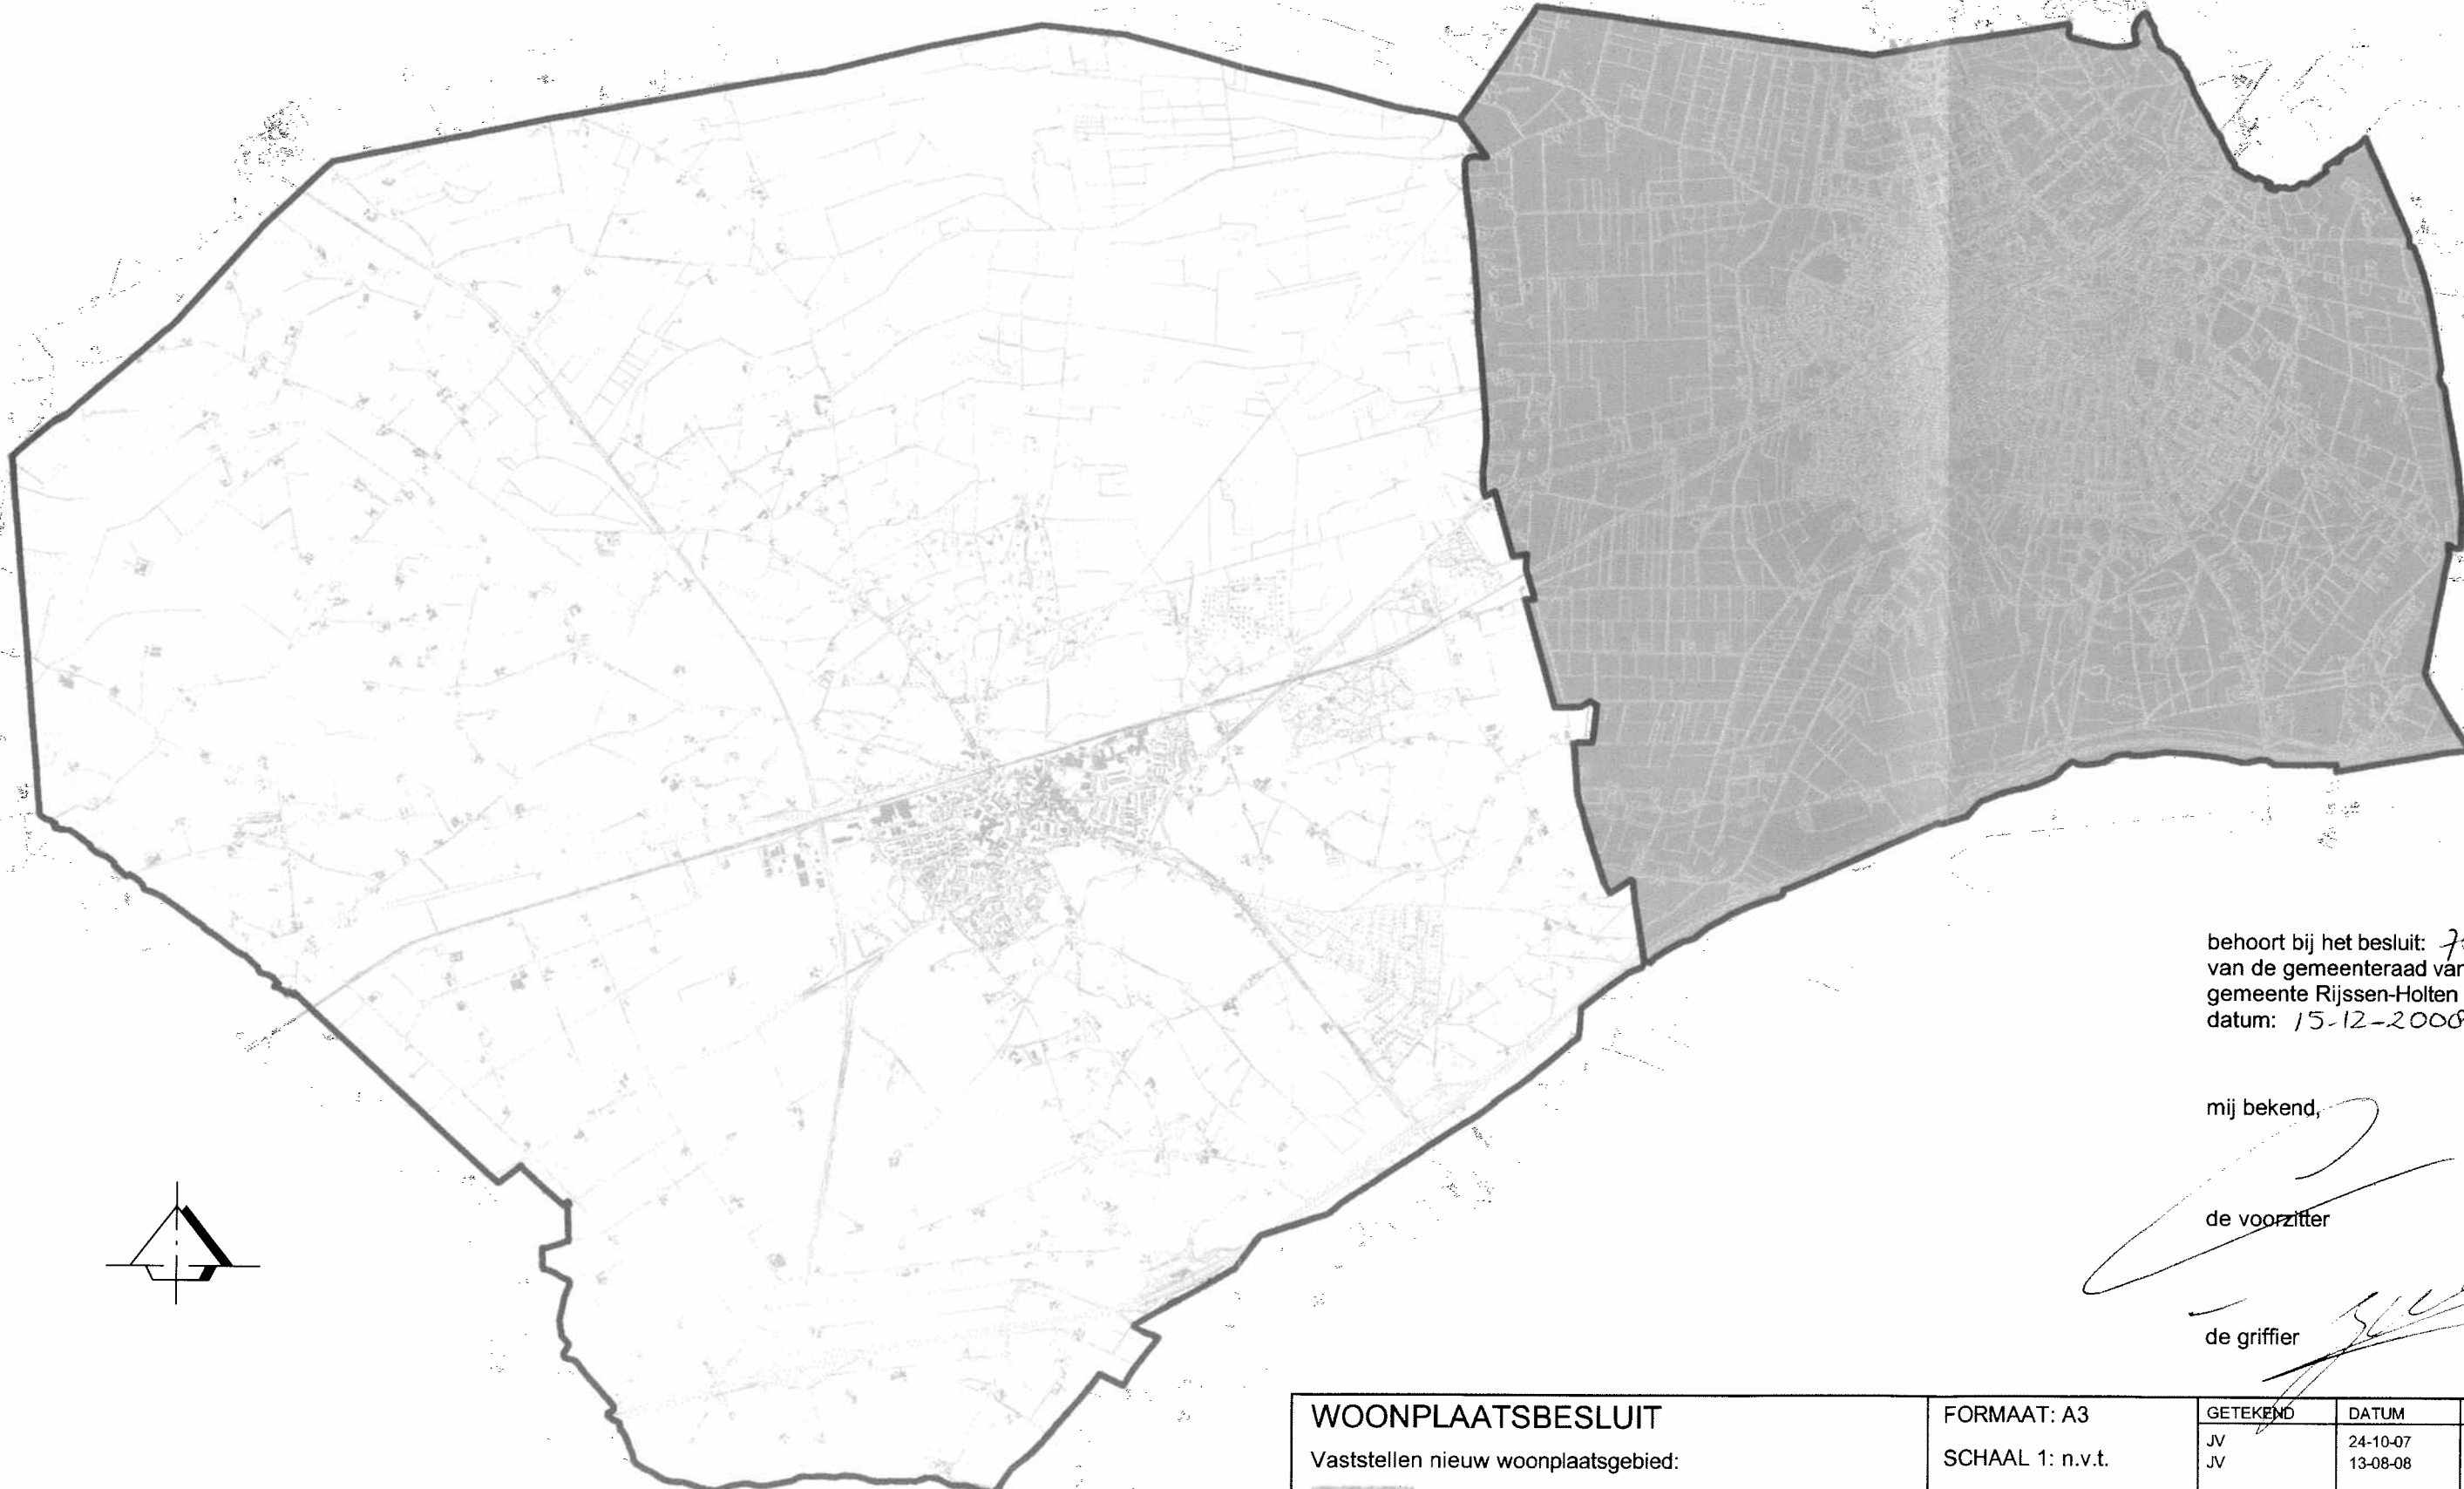 behoort bij het besluit:
van de gemeenteraad van
gemeente Rijssen-Holten
datum: 15-12-2008
mij bekend,
de voorzitter
de griffier
WOONPLAATSBESLUIT
Vaststellen nieuw woonplaatsgebied:
FORMAAT: A3
SCHAAL 1: n.v.t.
GETEKEND DATUM
JV 24-10-07
JV 13-08-08